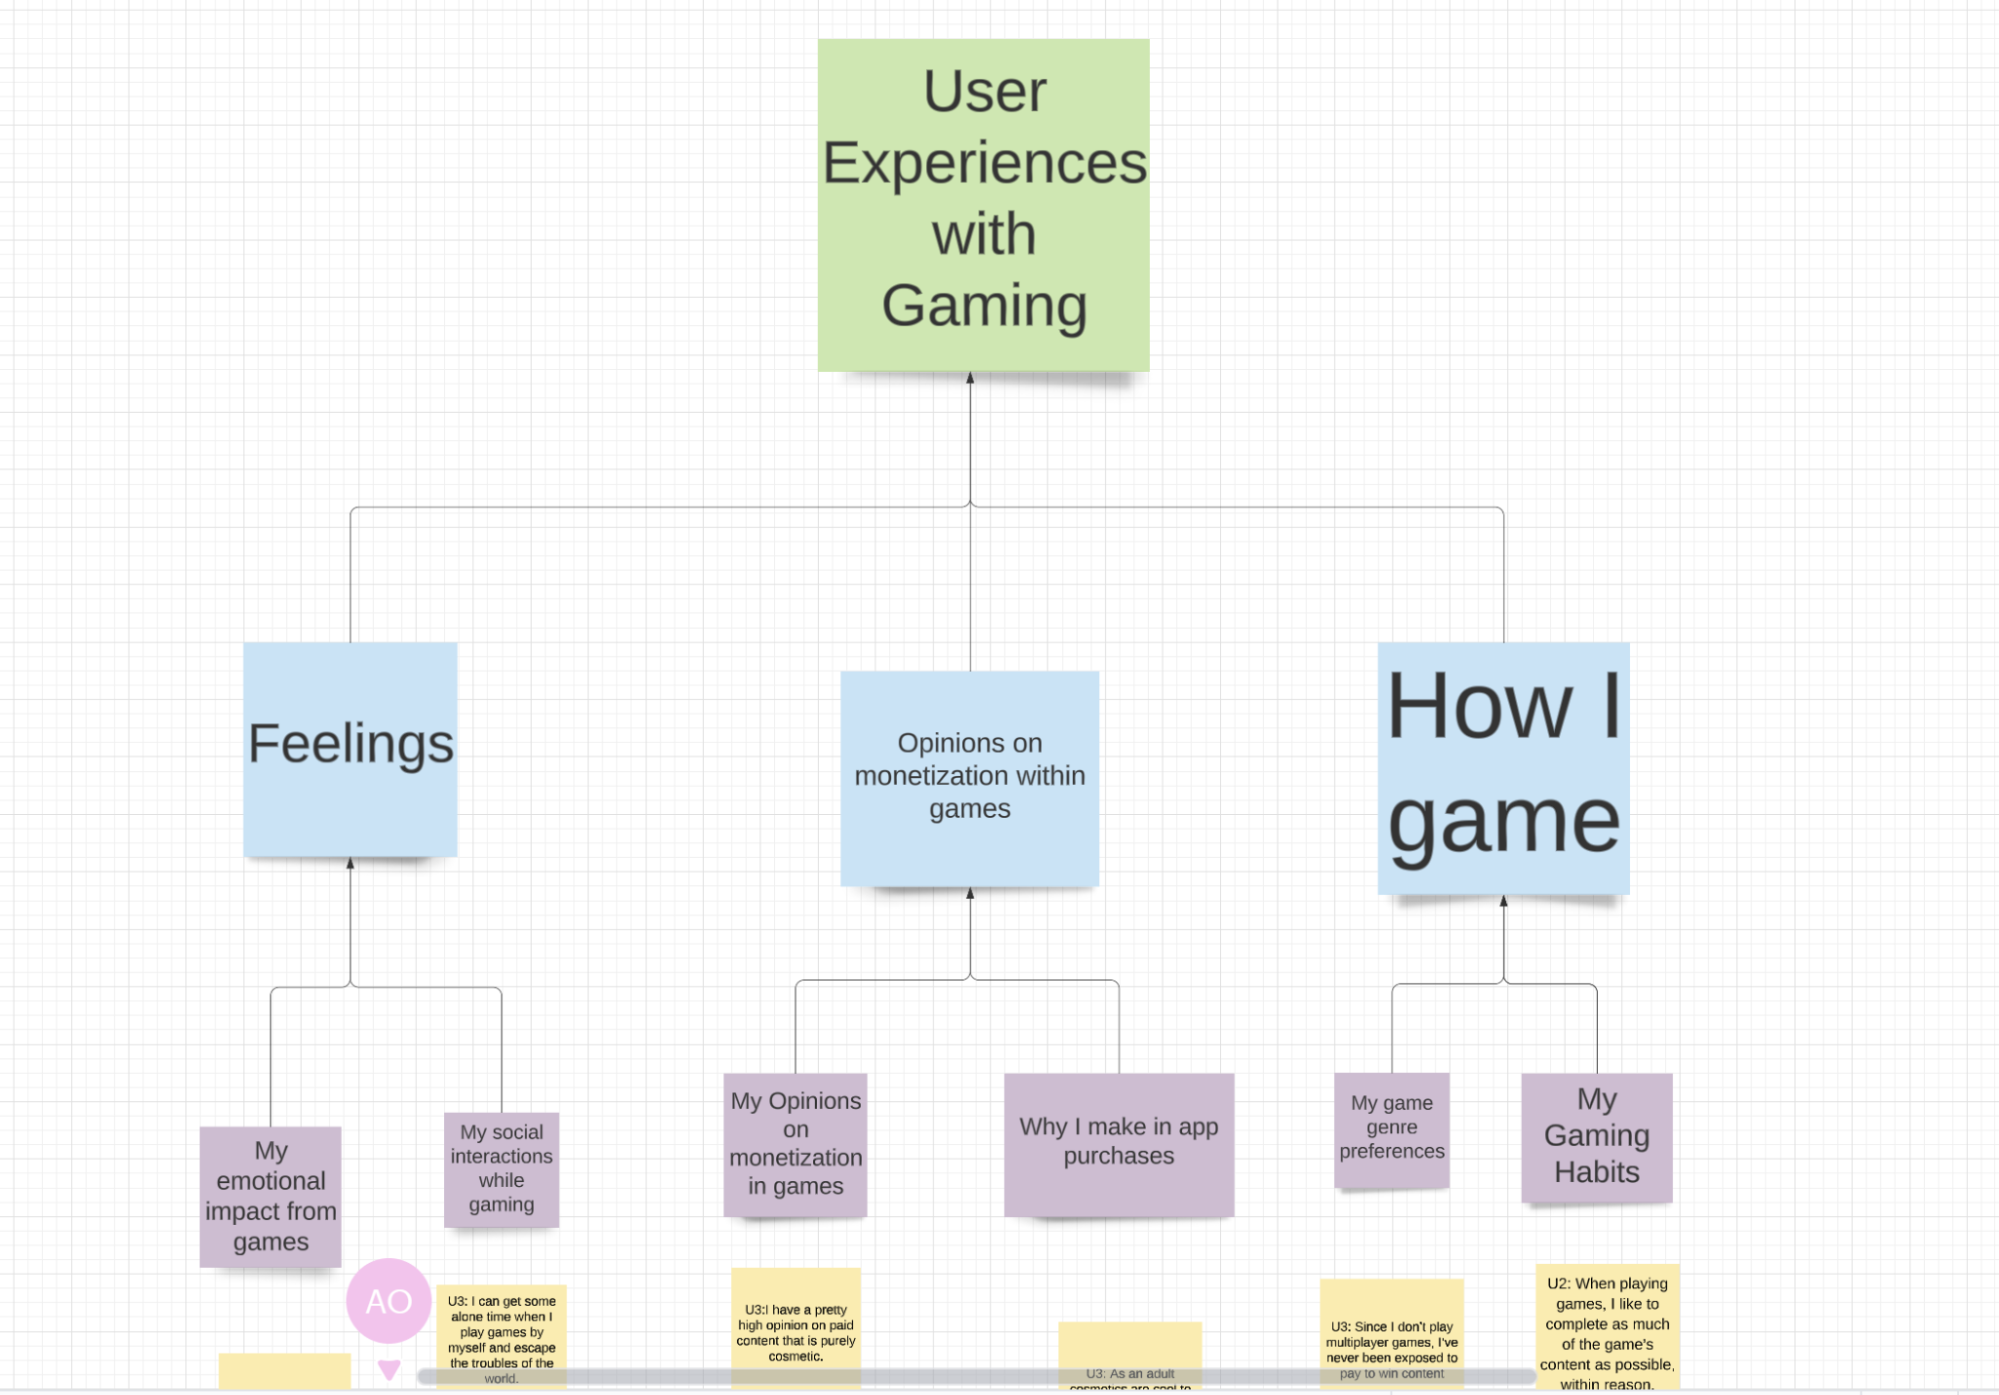 User
Experiences
with
Gaming
Feelings
Opinions on
monetization within
games
How I
game
My
emotional
impact from
games
My social
interactions
while
gaming
My Opinions
on
monetization
in games
Why I make in app
purchases
My game
genre
preferences
My
Gaming
Habits
AO
U3: I can get some
alone time when I
play games by
myself and escape
the troubles of the
world.
U3:I have a pretty
high opinion on paid
content that is purely
cosmetic.
U3: As an adult
cosmetics are cool to
U3: Since I don't play
multiplayer games, I've
never been exposed to
pay to win content
U2: When playing
games, I like to
complete as much
of the game's
content as possible,
within reason.